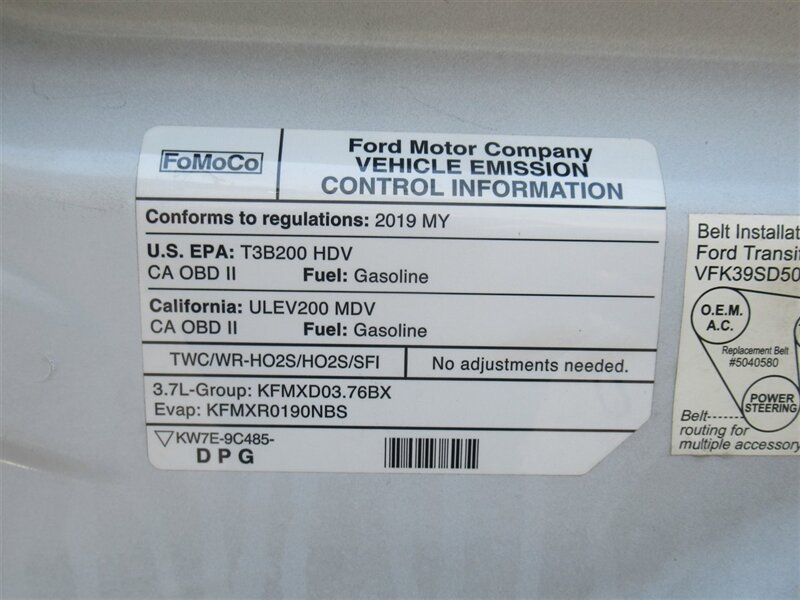 FoMoCo
Ford Motor Company
VEHICLE EMISSION
CONTROL INFORMATION
Conforms to regulations: 2019 MY
U.S. EPA: T3B200 HDV
CA OBD II Fuel: Gasoline
California: ULEV200 MDV
CA OBD II Fuel: Gasoline
TWC/WR-HO2S/HO2S/SFI
No adjustments needed.
3.7L-Group: KFMXD03.76BX
Evap: KFMXR0190NBS
KW7E-9C485-
D P G
Belt Installat
Ford Transi
VFK39SD50
O.E.M.
A.C.
Replacement Belt
#5040580
POWER
STEERING
Belt
routing for
multiple accessory